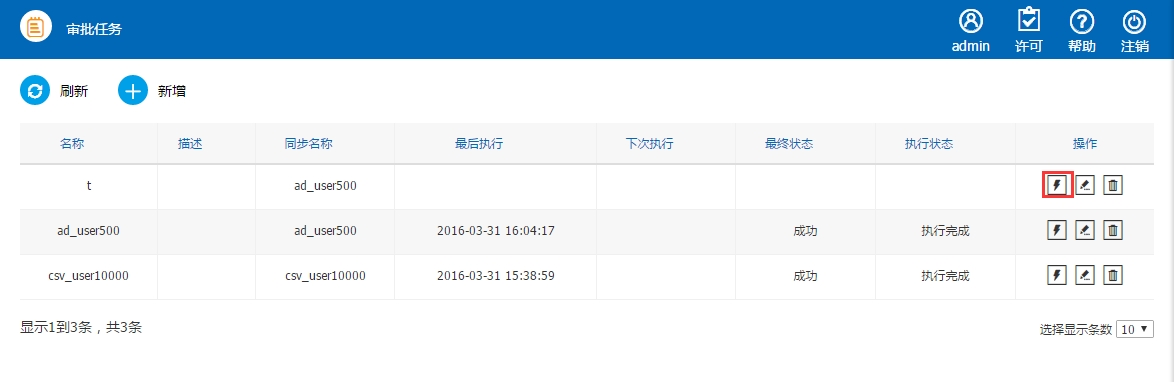 审批任务
admin 许可 帮助 注销
刷新 新增
名称 描述 同步名称 最后执行 下次执行 最终状态 执行状态 操作
t ad_user500
ad_user500 ad_user500 2016-03-31 16:04:17 成功 执行完成
csv_user10000 csv_user10000 2016-03-31 15:38:59 成功 执行完成
显示1到3条，共3条 选择显示条数 10